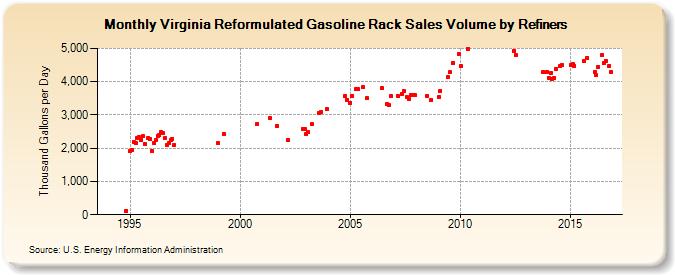 Monthly Virginia Reformulated Gasoline Rack Sales Volume by Refiners
Thousand Gallons per Day
5,000
4,000
3,000
2,000
1,000
0
1995 2000 2005 2010 2015
Source: U.S. Energy Information Administration